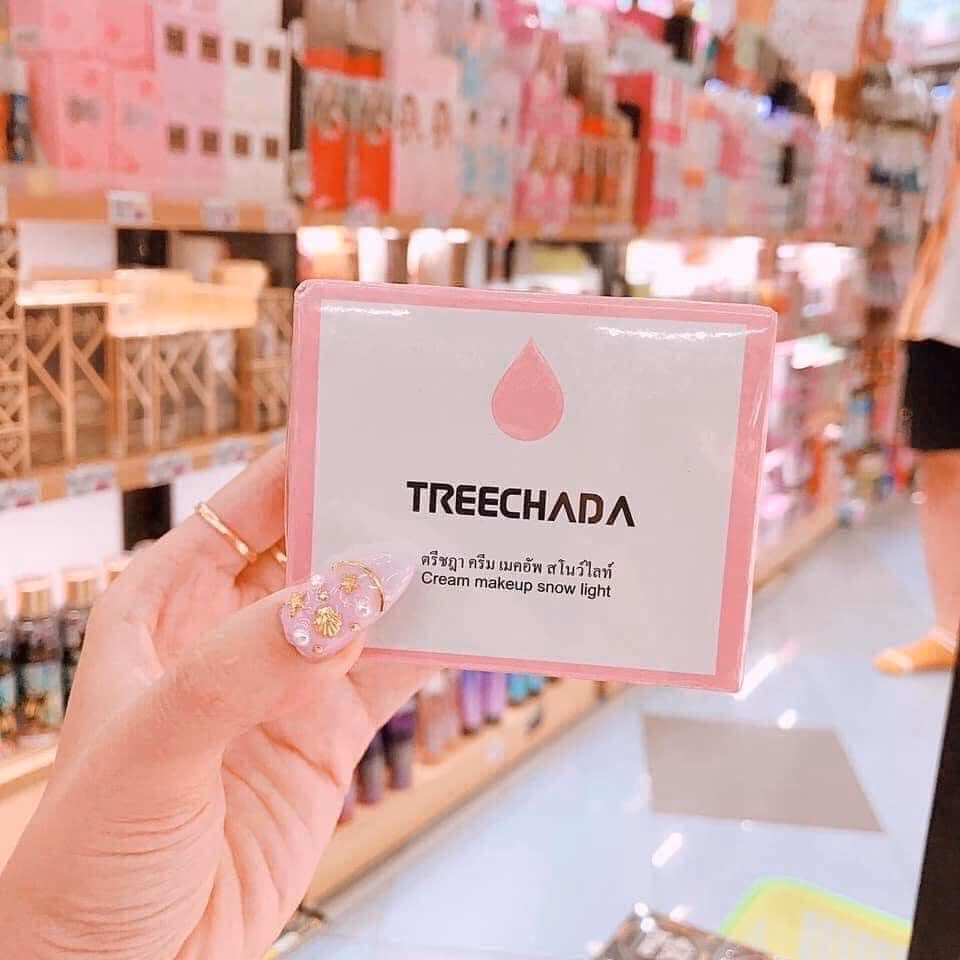 TREECHADA
ตรีชฎา ครีม เมคอัพ สโนว์ไลท์
Cream makeup snow light